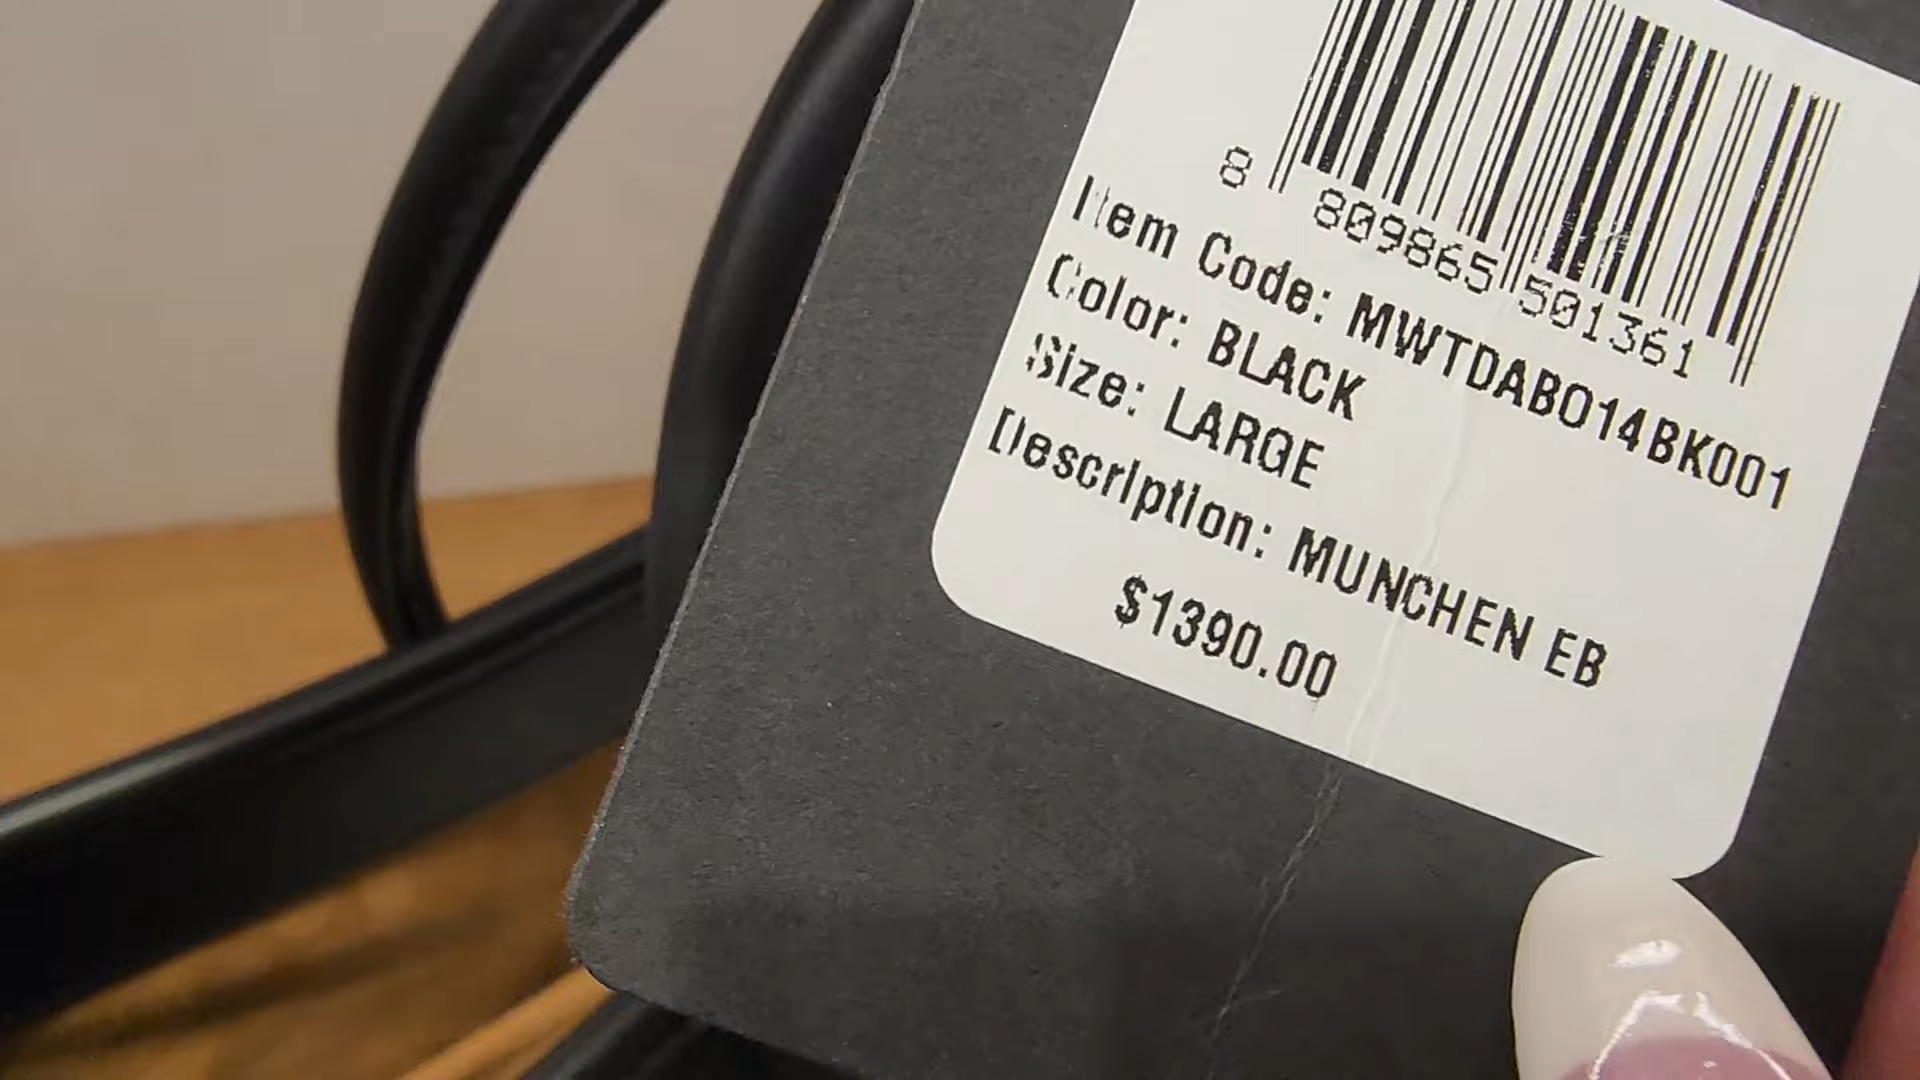 8 809865 501361
Item Code: MWTDABO14BK001
Color: BLACK
Size: LARGE
Description: MUNCHEN EB
$1390.00